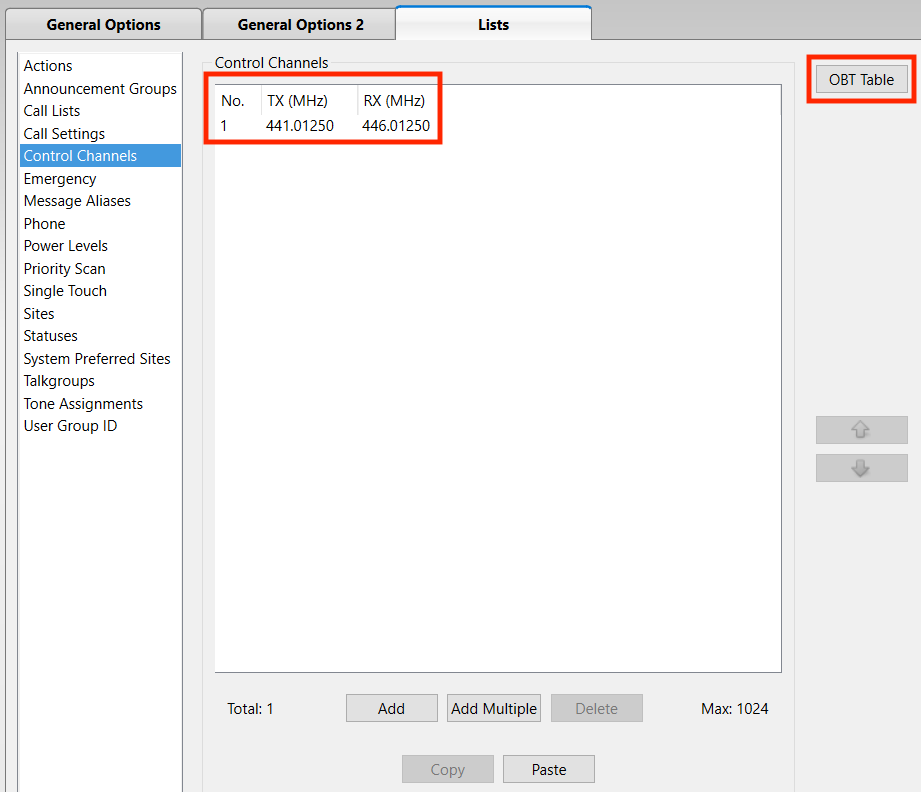 General Options
General Options 2
Lists
Actions
Announcement Groups
Call Lists
Call Settings
Control Channels
Emergency
Message Aliases
Phone
Power Levels
Priority Scan
Single Touch
Sites
Statuses
System Preferred Sites
Talkgroups
Tone Assignments
User Group ID
Control Channels
No. TX (MHz) RX (MHz)
1 441.01250 446.01250
OBT Table
Total: 1
Add
Add Multiple
Delete
Max: 1024
Copy
Paste